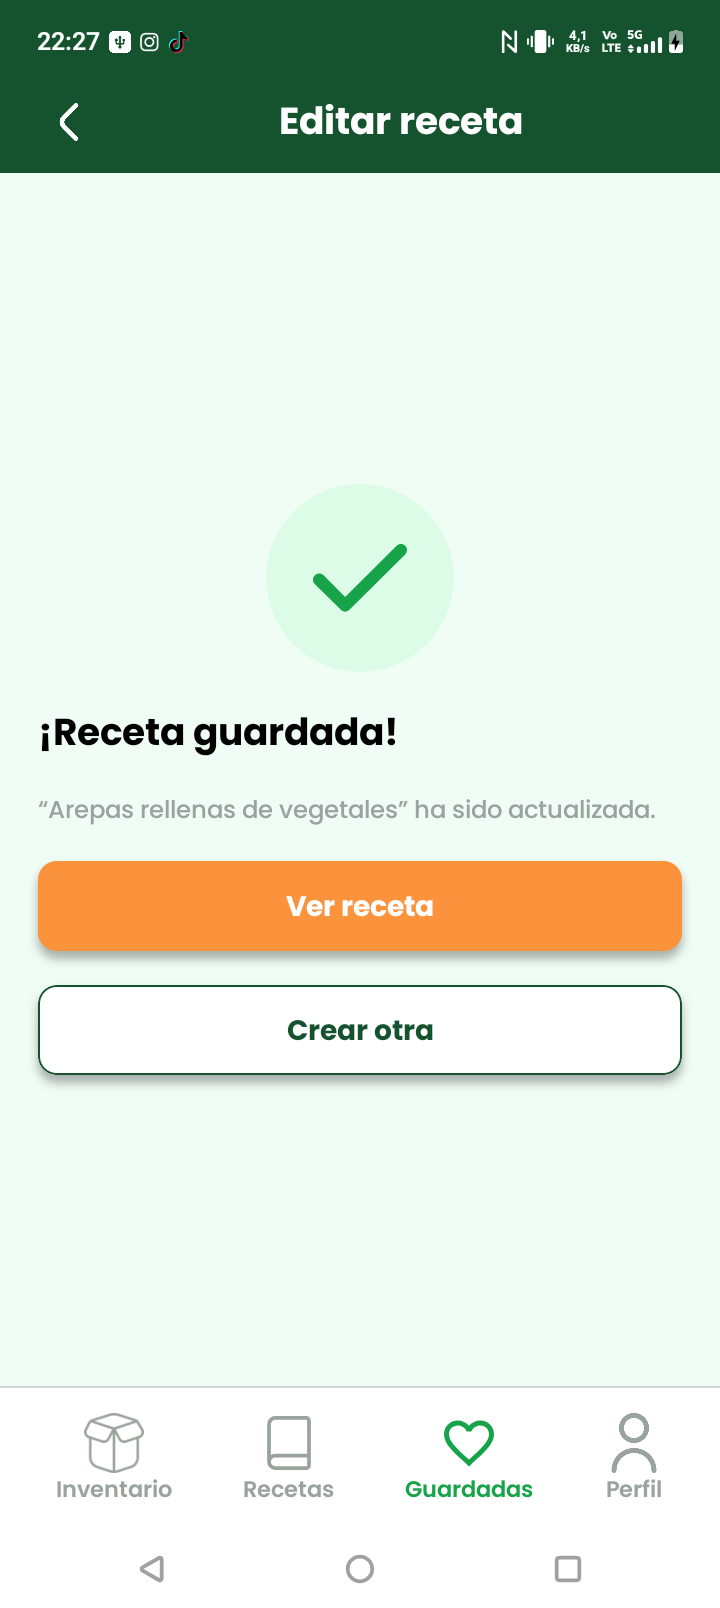 22:27
4,1
KB/s
Vo
LTE
5G
Editar receta
¡Receta guardada!
“Arepas rellenas de vegetales” ha sido actualizada.
Ver receta
Crear otra
Inventario
Recetas
Guardadas
Perfil